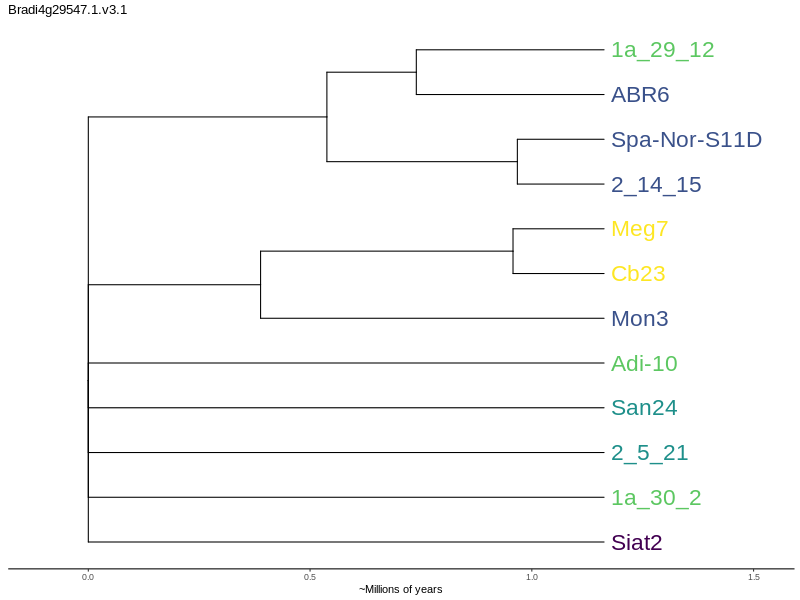 Bradi4g29547.1.v3.1
1a_29_12
ABR6
Spa-Nor-S11D
2_14_15
Meg7
Cb23
Mon3
Adi-10
San24
2_5_21
1a_30_2
Siat2
0.0 0.5 1.0 1.5
~Millions of years